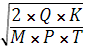 √(2 × Q × K / M × P × T)